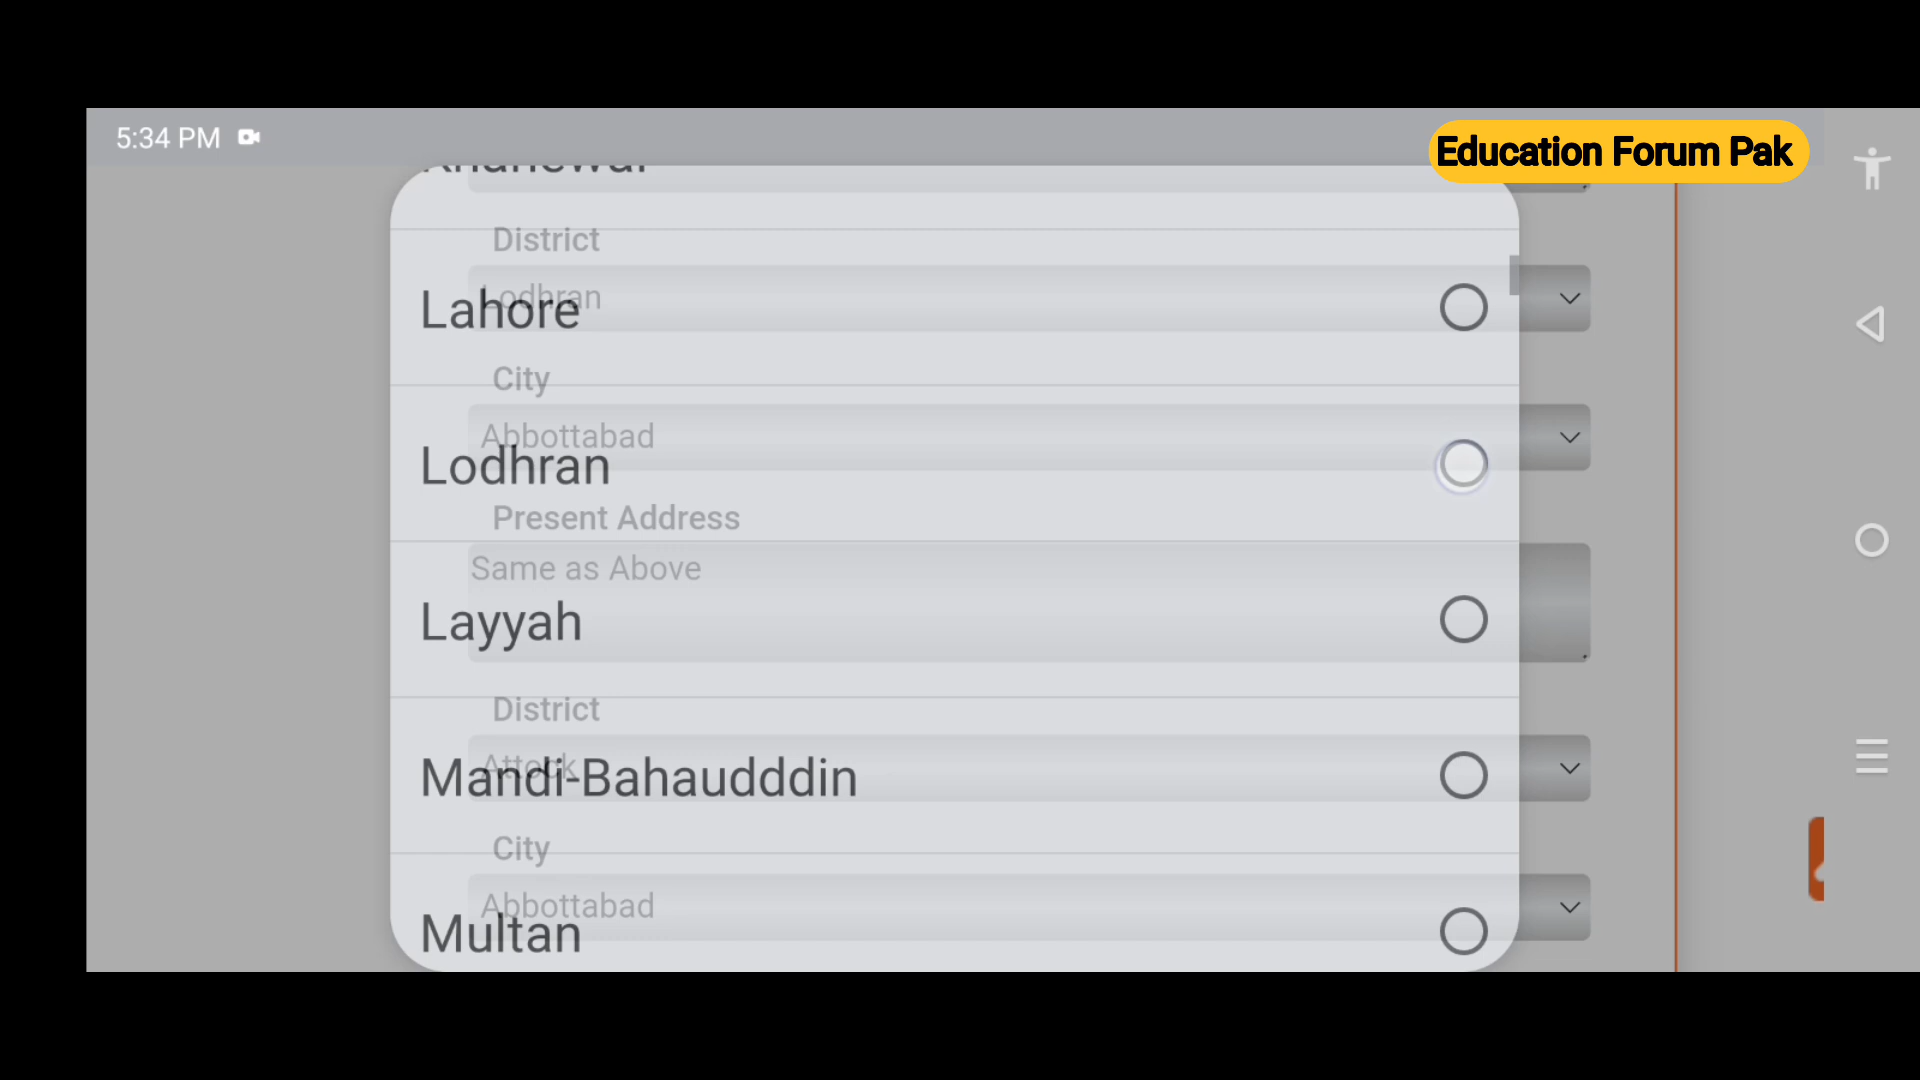 5:34 PM
Education Forum Pak
Khanewal
District
Lodhran
Lahore
City
Abbottabad
Lodhran
Present Address
Same as Above
Layyah
District
Attock
Mandi-Bahaudddin
City
Abbottabad
Multan